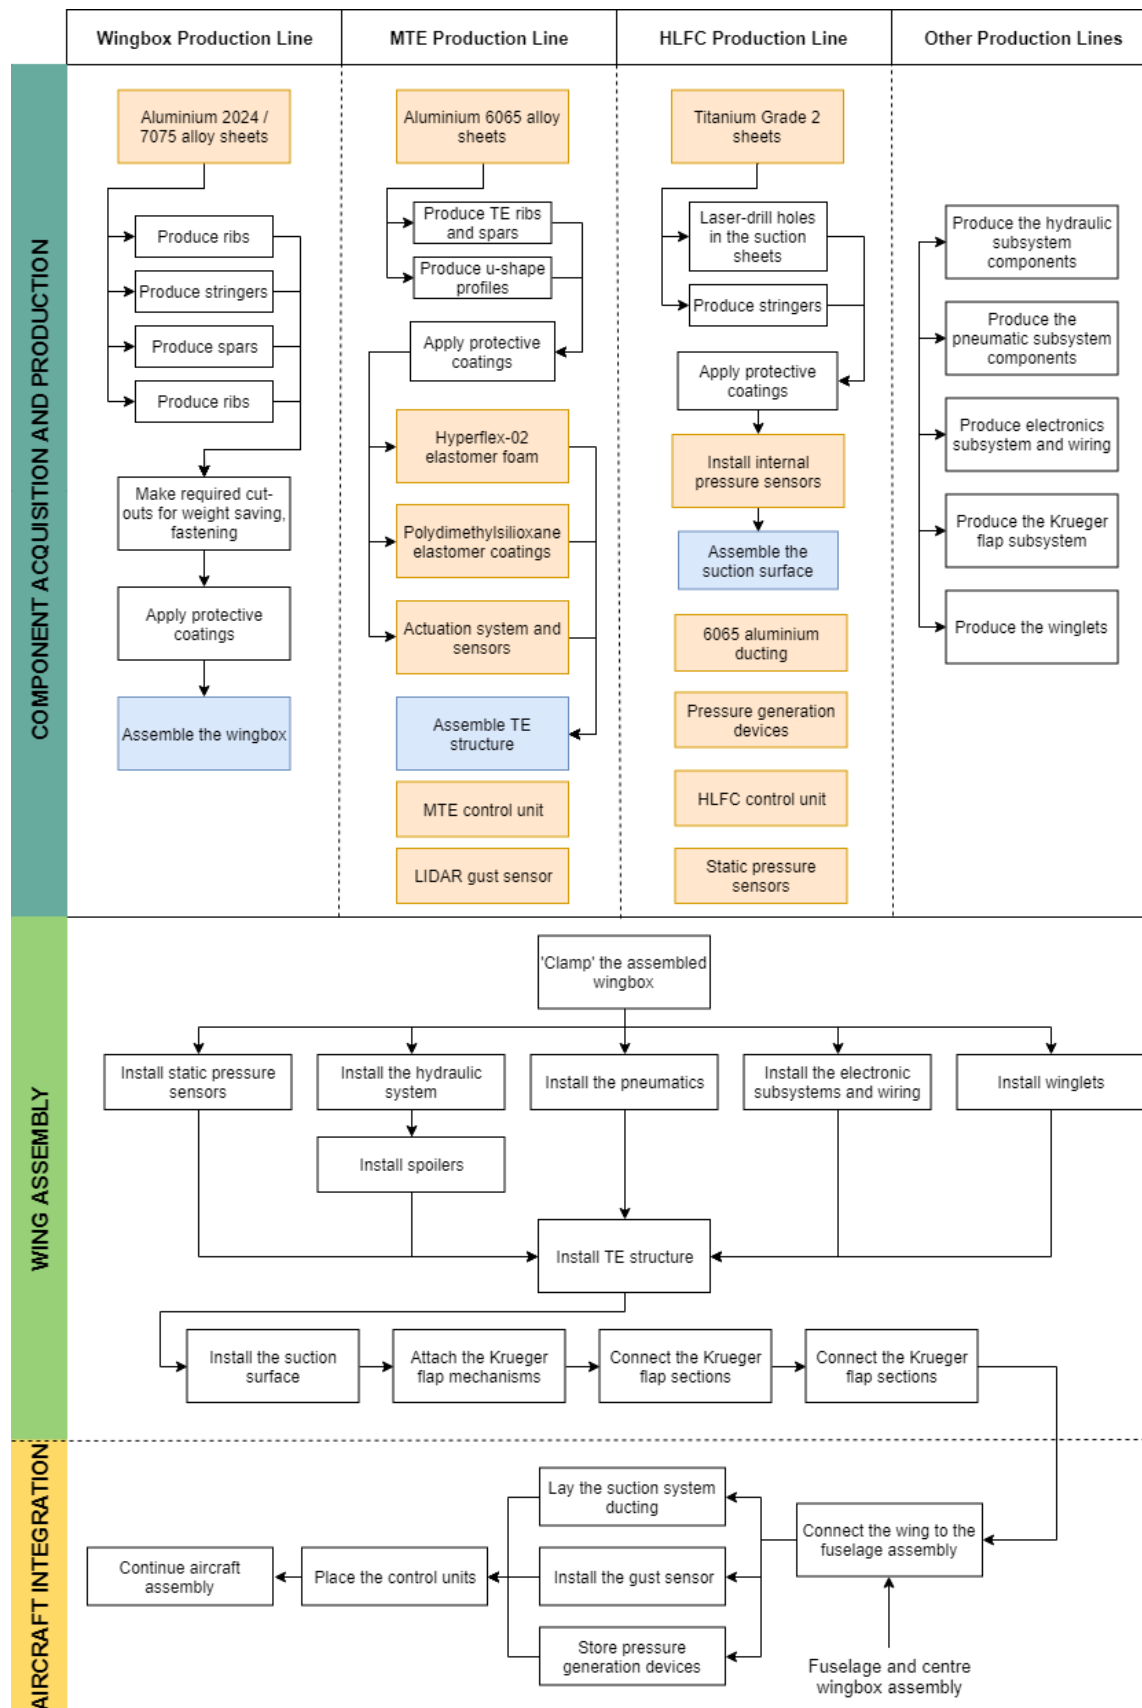 Wingbox Production Line
MTE Production Line
HLFC Production Line
Other Production Lines
COMPONENT ACQUISITION AND PRODUCTION
Aluminium 2024 /
7075 alloy sheets
Produce ribs
Produce stringers
Produce spars
Produce ribs
Make required cut-
outs for weight saving,
fastening
Apply protective
coatings
Assemble the wingbox
Aluminium 6065 alloy
sheets
Produce TE ribs
and spars
Produce u-shape
profiles
Apply protective
coatings
Hyperflex-02
elastomer foam
Polydimethylsilioxane
elastomer coatings
Actuation system and
sensors
Assemble TE
structure
MTE control unit
LIDAR gust sensor
Titanium Grade 2
sheets
Laser-drill holes
in the suction
sheets
Produce stringers
Apply protective
coatings
Install internal
pressure sensors
Assemble the
suction surface
6065 aluminium
ducting
Pressure generation
devices
HLFC control unit
Static pressure
sensors
Produce the hydraulic
subsystem
components
Produce the
pneumatic subsystem
components
Produce electronics
subsystem and wiring
Produce the Krueger
flap subsystem
Produce the winglets
WING ASSEMBLY
'Clamp' the assembled
wingbox
Install static pressure
sensors
Install the hydraulic
system
Install the pneumatics
Install the electronic
subsystems and wiring
Install winglets
Install spoilers
Install TE structure
Install the suction
surface
Attach the Krueger
flap mechanisms
Connect the Krueger
flap sections
Connect the Krueger
flap sections
AIRCRAFT INTEGRATION
Lay the suction system
ducting
Connect the wing to the
fuselage assembly
Continue aircraft
assembly
Place the control units
Install the gust sensor
Store pressure
generation devices
Fuselage and centre
wingbox assembly